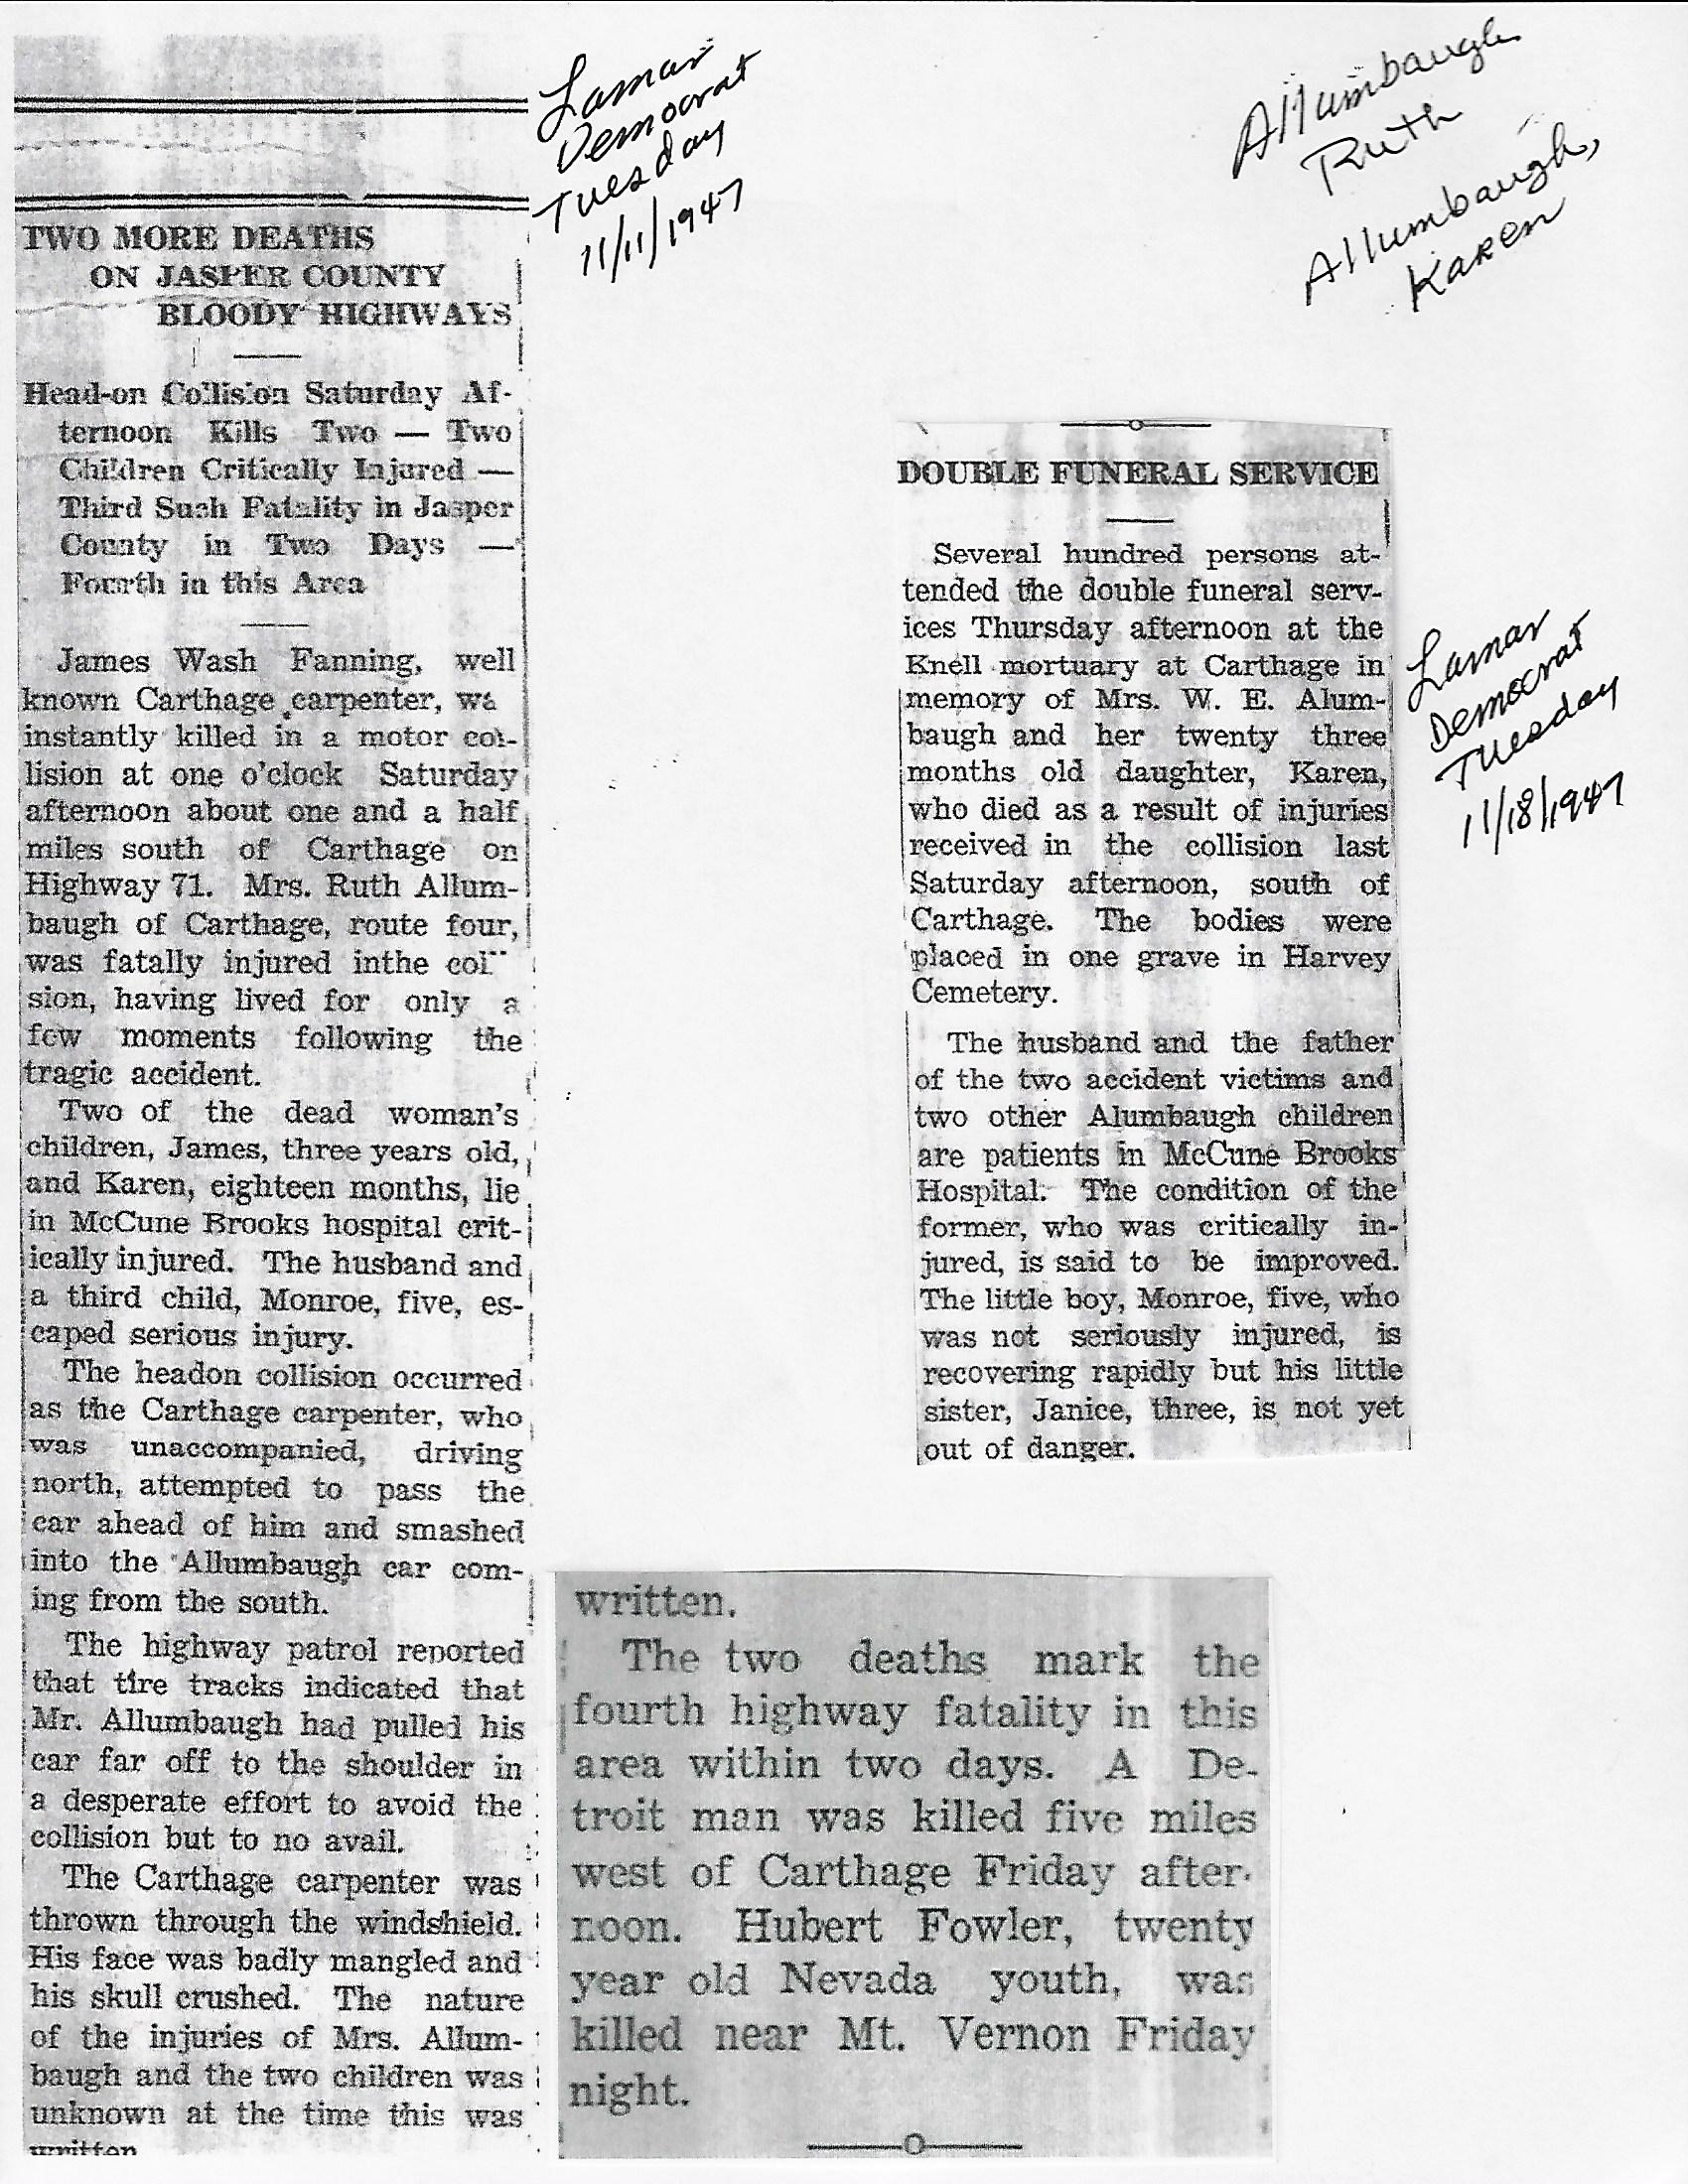 Lamar
Democrat
Tuesday
11/11/1947
Allumbaugh
Ruth
Allumbaugh,
Karen
TWO MORE DEATHS
ON JASPER COUNTY
BLOODY HIGHWAYS
Head-on Collision Saturday Af-
ternoon Kills Two — Two
Children Critically Injured —
Third Such Fatality in Jasper
County in Two Days —
Fourth in this Area
James Wash Fanning, well
known Carthage carpenter, wa
instantly killed in a motor col-
lision at one o'clock Saturday
afternoon about one and a half
miles south of Carthage on
Highway 71. Mrs. Ruth Allum-
baugh of Carthage, route four,
was fatally injured inthe col
sion, having lived for only a
few moments following the
tragic accident.
Two of the dead woman's
children, James, three years old,
and Karen, eighteen months, lie
in McCune Brooks hospital crit-
ically injured. The husband and
a third child, Monroe, five, es-
caped serious injury.
The headon collision occurred
as the Carthage carpenter, who
was unaccompanied, driving
north, attempted to pass the
car ahead of him and smashed
into the Allumbaugh car com-
ing from the south.
The highway patrol reported
that tire tracks indicated that
Mr. Allumbaugh had pulled his
car far off to the shoulder in
a desperate effort to avoid the
collision but to no avail.
The Carthage carpenter was
thrown through the windshield.
His face was badly mangled and
his skull crushed. The nature
of the injuries of Mrs. Allum-
baugh and the two children was
unknown at the time this was
written
written.
The two deaths mark the
fourth highway fatality in this
area within two days. A De-
troit man was killed five miles
west of Carthage Friday after-
noon. Hubert Fowler, twenty
year old Nevada youth, was
killed near Mt. Vernon Friday
night.
DOUBLE FUNERAL SERVICE
Several hundred persons at-
tended the double funeral serv-
ices Thursday afternoon at the
Knell mortuary at Carthage in
memory of Mrs. W. E. Alum-
baugh and her twenty three
months old daughter, Karen,
who died as a result of injuries
received in the collision last
Saturday afternoon, south of
Carthage. The bodies were
placed in one grave in Harvey
Cemetery.
The husband and the father
of the two accident victims and
two other Alumbaugh children
are patients in McCune Brooks
Hospital. The condition of the
former, who was critically in-
jured, is said to be improved.
The little boy, Monroe, five, who
was not seriously injured, is
recovering rapidly but his little
sister, Janice, three, is not yet
out of danger.
Lamar
Democrat
Tuesday
11/18/1947